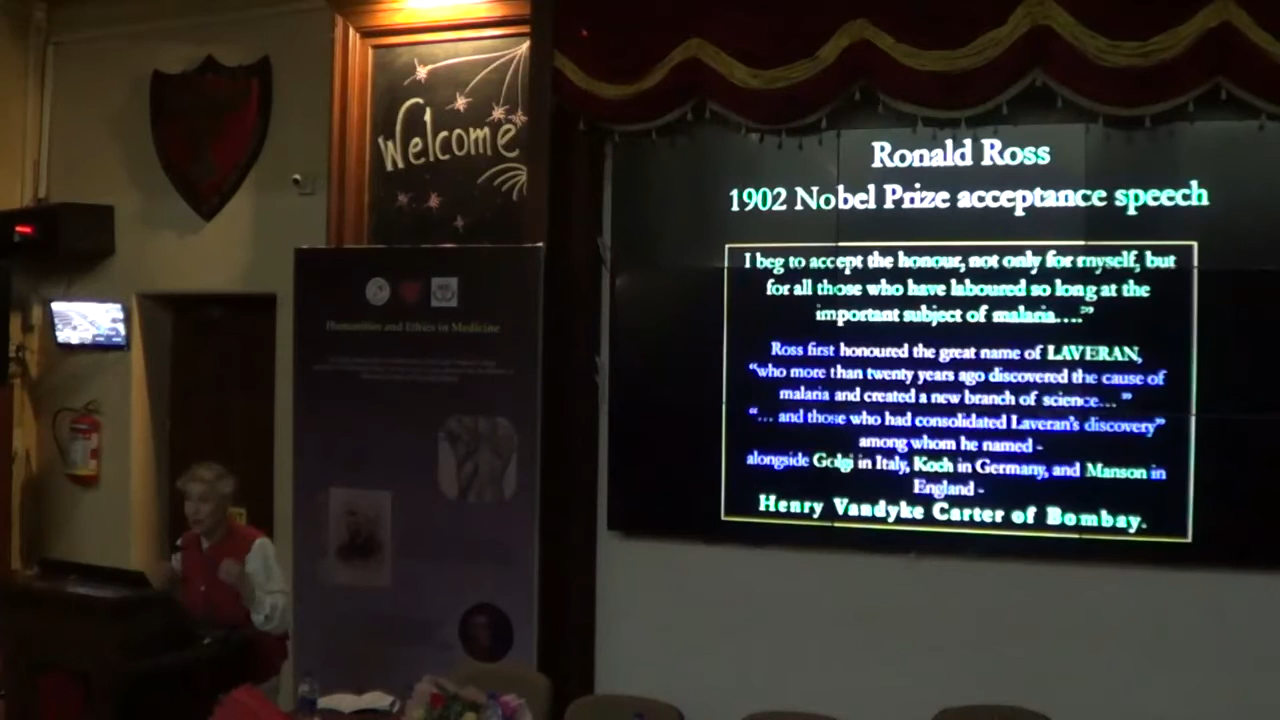 Welcome
Humanities and Ethics in Medicine
Ronald Ross
1902 Nobel Prize acceptance speech
I beg to accept the honour, not only for myself, but
for all those who have laboured so long at the
important subject of malaria....”
Ross first honoured the great name of LAVERAN,
“who more than twenty years ago discovered the cause of
malaria and created a new branch of science... ”
“... and those who had consolidated Laveran's discovery”
among whom he named -
alongside Golgi in Italy, Koch in Germany, and Manson in
England -
Henry Vandyke Carter of Bombay.